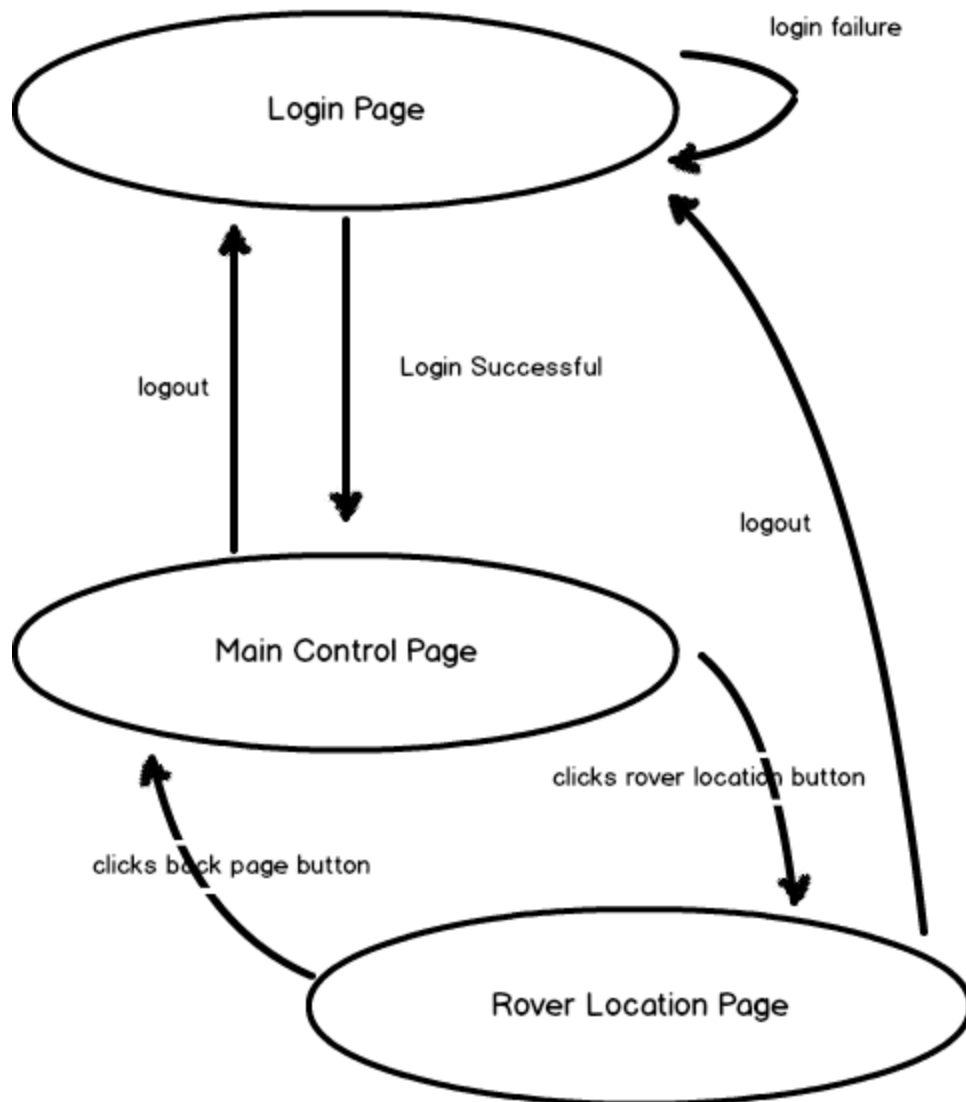 login failure
Login Page
Login Successful
logout
logout
Main Control Page
clicks rover location button
clicks back page button
Rover Location Page